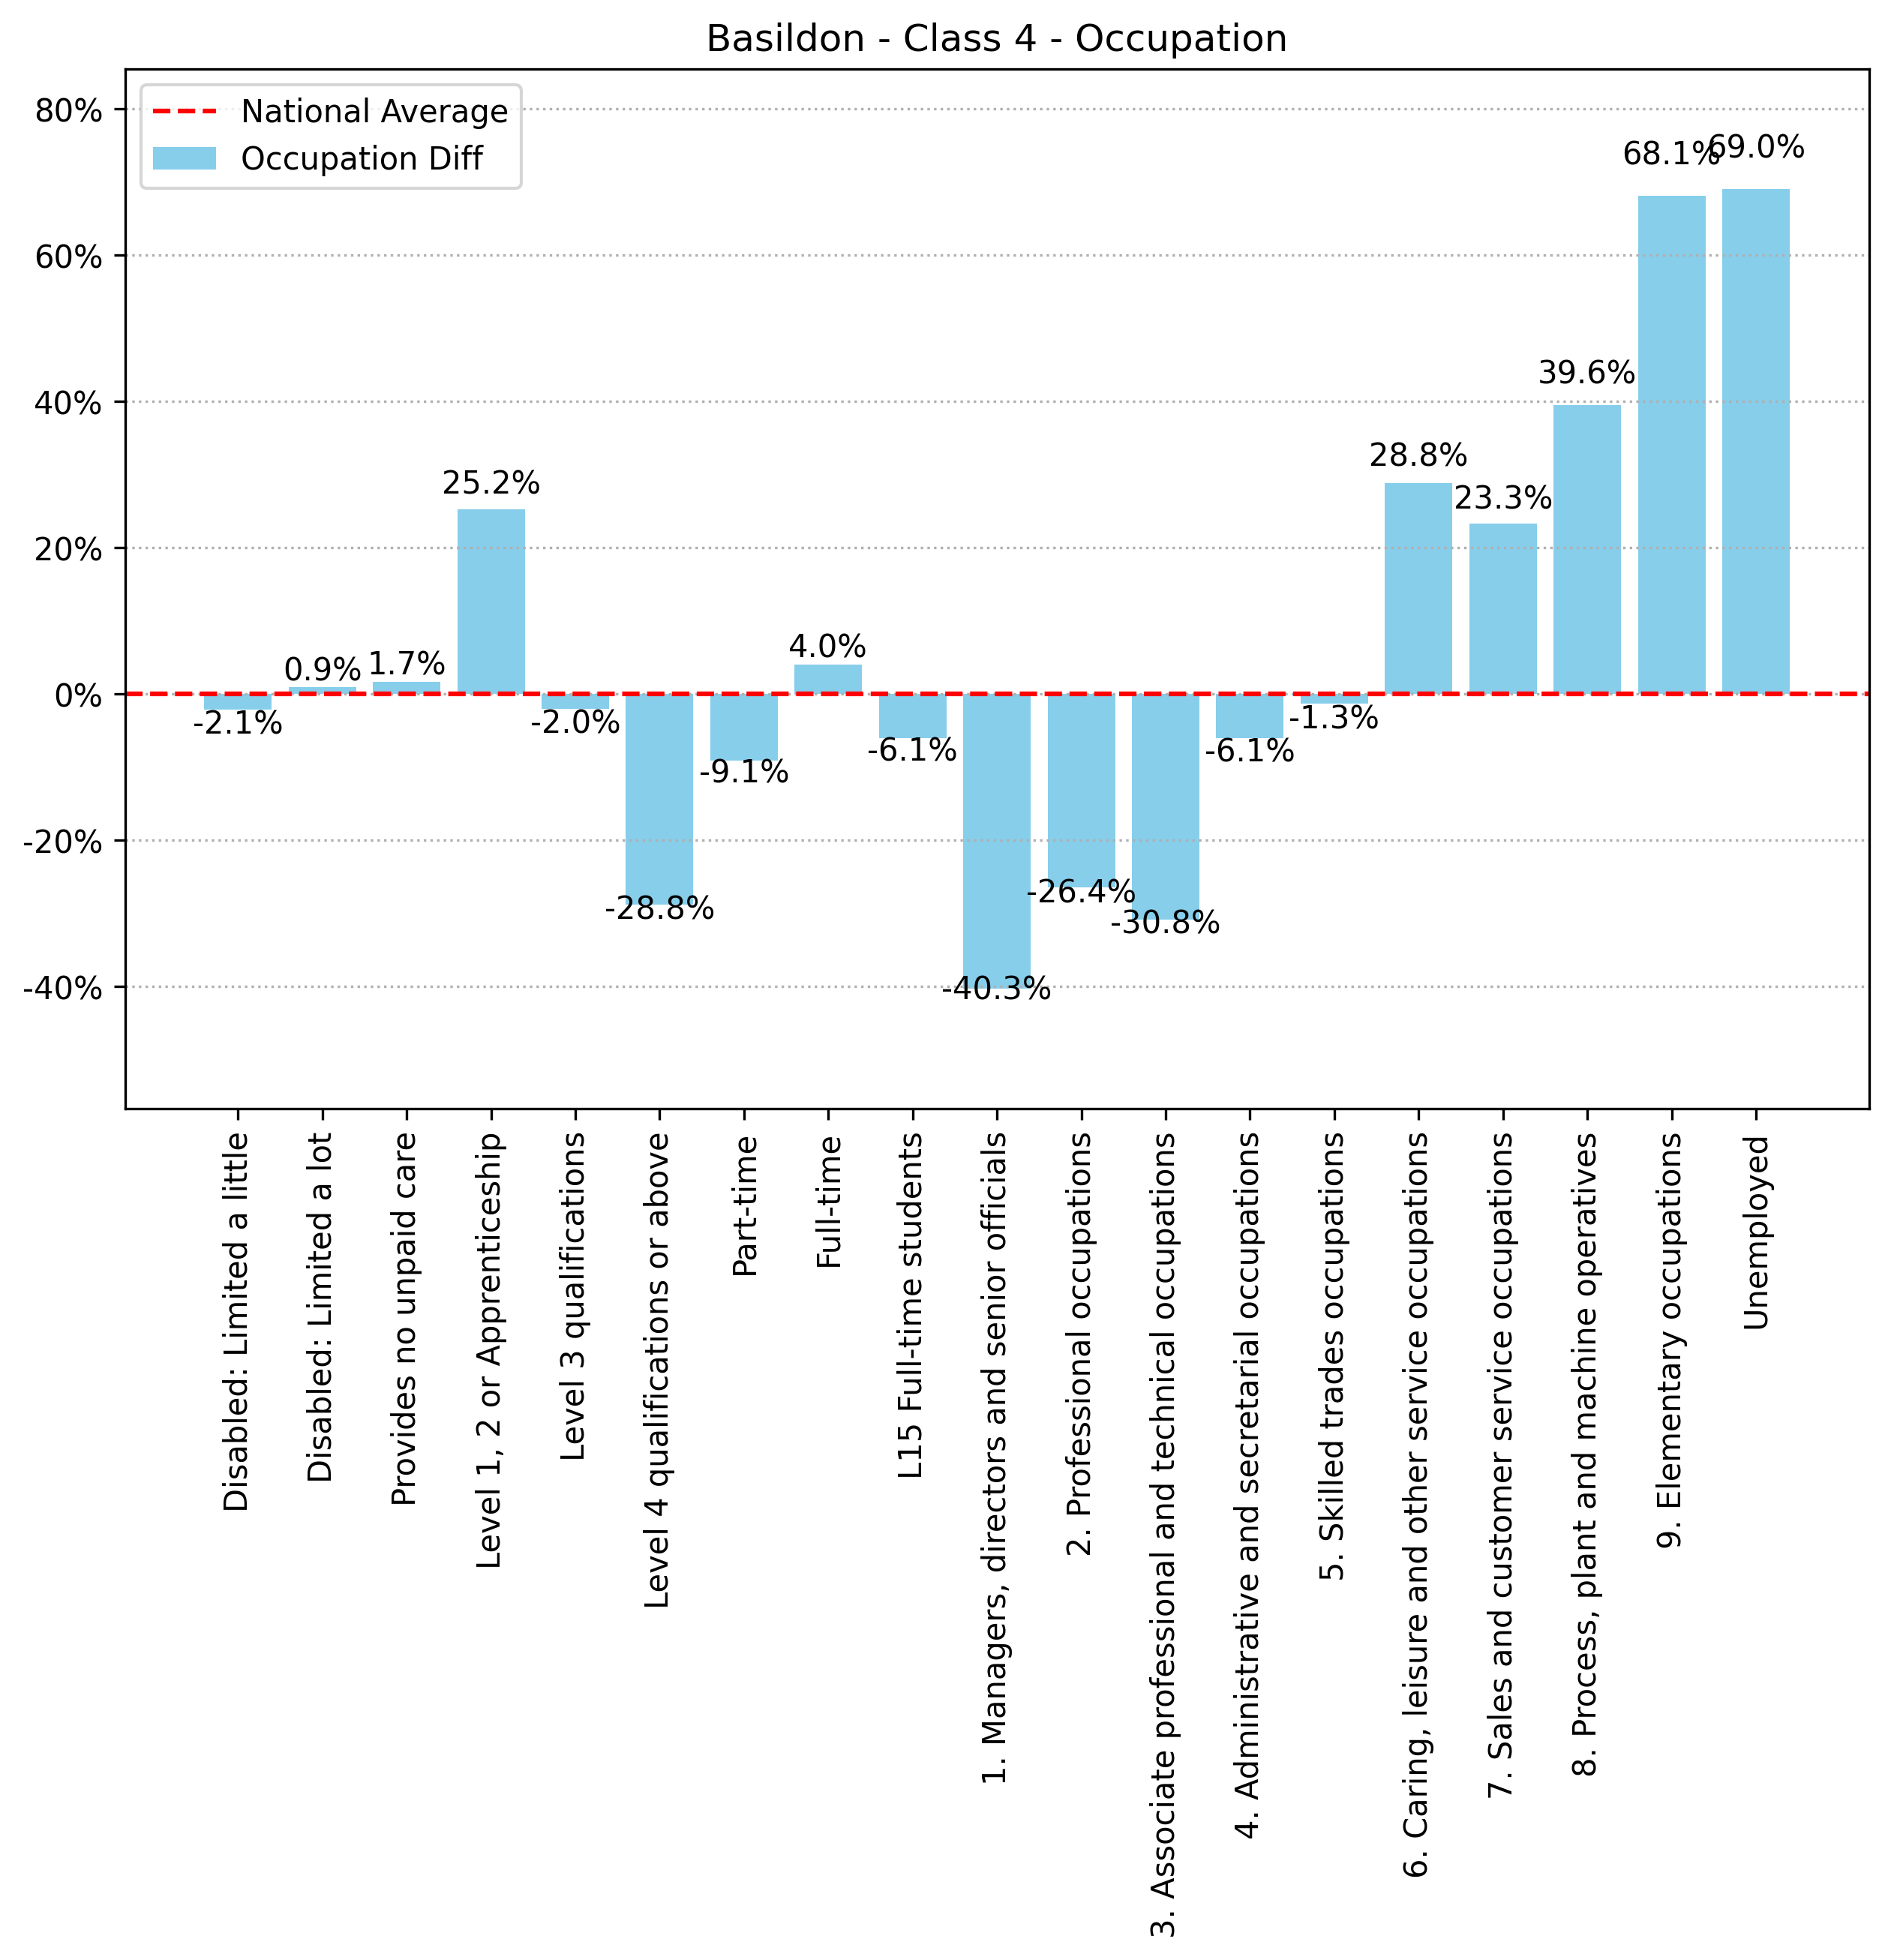 Basildon - Class 4 - Occupation
National Average
Occupation Diff
80%
60%
40%
20%
0%
-20%
-40%
-2.1%
0.9%
1.7%
25.2%
-2.0%
-28.8%
-9.1%
4.0%
-6.1%
-40.3%
-26.4%
-30.8%
-6.1%
-1.3%
28.8%
23.3%
39.6%
68.1%
69.0%
Disabled: Limited a little
Disabled: Limited a lot
Provides no unpaid care
Level 1, 2 or Apprenticeship
Level 3 qualifications
Level 4 qualifications or above
Part-time
Full-time
L15 Full-time students
1. Managers, directors and senior officials
2. Professional occupations
3. Associate professional and technical occupations
4. Administrative and secretarial occupations
5. Skilled trades occupations
6. Caring, leisure and other service occupations
7. Sales and customer service occupations
8. Process, plant and machine operatives
9. Elementary occupations
Unemployed